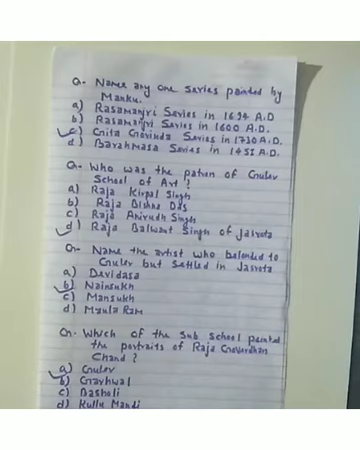 Q- Name any one series painted by
Manku.
a) Rasamanjri Series in 1694 A.D
b) Rasamanjri Series in 1600 A.D.
c) Gita Govinda Series in 1730 A.D.
d) Barahmasa Series in 1455 A.D.
Q- Who was the patron of Guler
School of Art ?
a) Raja Kirpal Singh
b) Raja Bishna Das
c) Raja Anirudh Singh
d) Raja Balwant Singh of Jasrota
Q- Name the artist who belonged to
Guler but settled in Jasrota
a) Devidasa
b) Nainsukh
c) Mansukh
d) Maula Ram
Q- Which of the sub school painted
the portraits of Raja Goverdhan
Chand ?
a) Guler
b) Garhwal
c) Basholi
d) Kullu Mandi